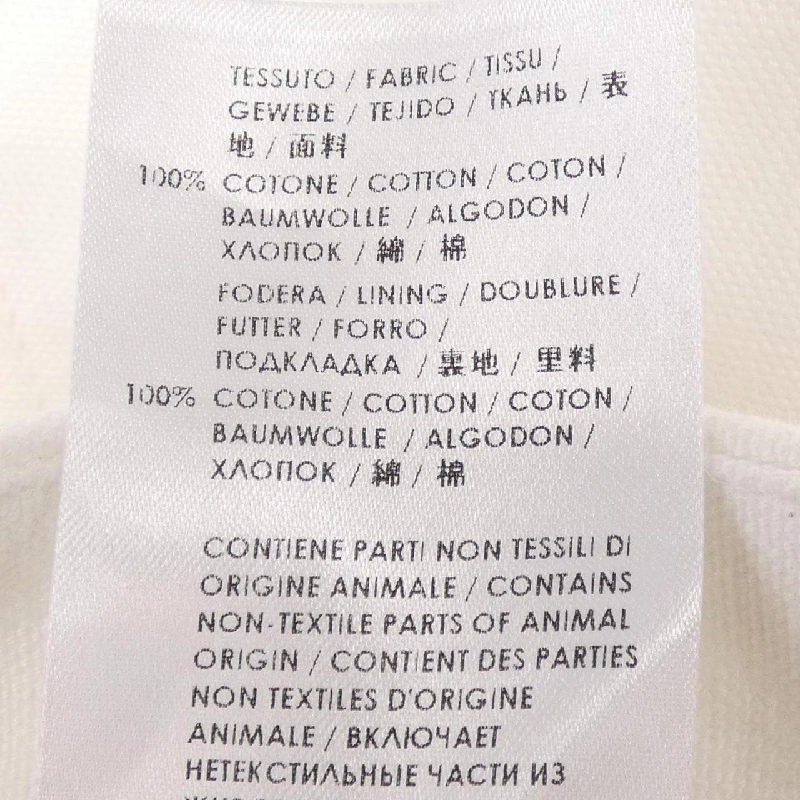 TESSUTO / FABRIC / TISSU /
GEWEBE / TEJIDO / ТКАНЬ / 表
地 / 面料
100% COTONE / COTTON / COTON /
BAUMWOLLE / ALGODON /
ХЛОПОК / 綿 / 棉
FODERA / LINING / DOUBLURE /
FUTTER / FORRO /
ПОДКЛАДКА / 裏地 / 里料
100% COTONE / COTTON / COTON /
BAUMWOLLE / ALGODON /
ХЛОПОК / 綿 / 棉
CONTIENE PARTI NON TESSILI DI
ORIGINE ANIMALE / CONTAINS
NON-TEXTILE PARTS OF ANIMAL
ORIGIN / CONTIENT DES PARTIES
NON TEXTILES D'ORIGINE
ANIMALE / ВКЛЮЧАЕТ
НЕТЕКСТИЛЬНЫЕ ЧАСТИ ИЗ